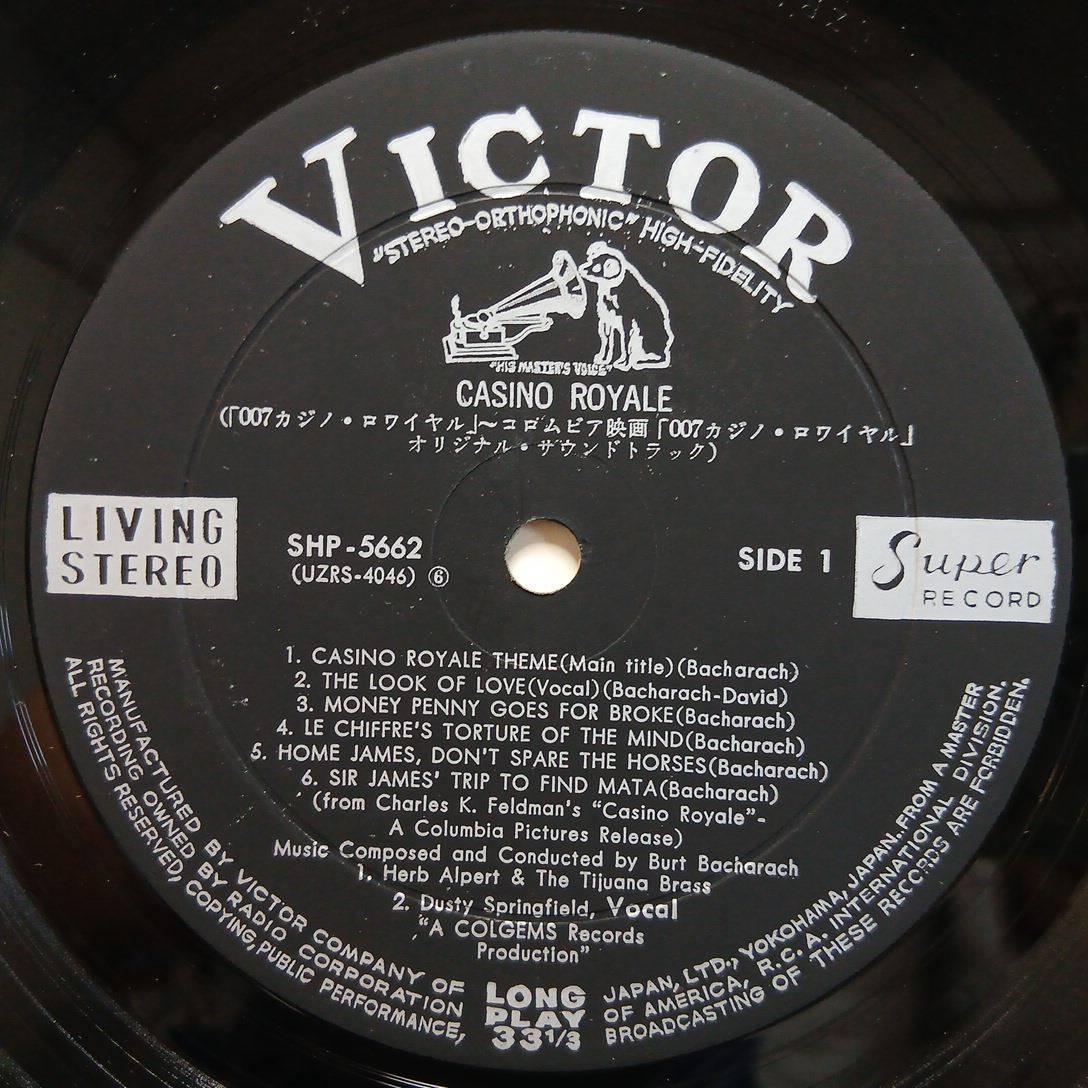 VICTOR
"STEREO-ORTHOPHONIC" HIGH-FIDELITY
"HIS MASTER'S VOICE"
CASINO ROYALE
(「007カジノ・ロワイヤル」〜コロムビア映画「007カジノ・ロワイヤル」
オリジナル・サウンドトラック)
LIVING
STEREO
SHP-5662
(UZRS-4046) ⑥
SIDE 1
Super
RECORD
1. CASINO ROYALE THEME(Main title)(Bacharach)
2. THE LOOK OF LOVE(Vocal)(Bacharach-David)
3. MONEY PENNY GOES FOR BROKE(Bacharach)
4. LE CHIFFRE'S TORTURE OF THE MIND(Bacharach)
5. HOME JAMES, DON'T SPARE THE HORSES(Bacharach)
6. SIR JAMES' TRIP TO FIND MATA(Bacharach)
(from Charles K. Feldman's "Casino Royale"-
A Columbia Pictures Release)
Music Composed and Conducted by Burt Bacharach
1. Herb Alpert & The Tijuana Brass
2. Dusty Springfield, Vocal
"A COLGEMS Records
Production"
MANUFACTURED BY VICTOR COMPANY OF JAPAN, LTD., YOKOHAMA, JAPAN. FROM A MASTER
RECORDING OWNED BY RADIO CORPORATION OF AMERICA, R.C.A. INTERNATIONAL DIVISION.
ALL RIGHTS RESERVED, COPYING, PUBLIC PERFORMANCE, BROADCASTING OF THESE RECORDS ARE FORBIDDEN.
LONG
PLAY
33 1/3